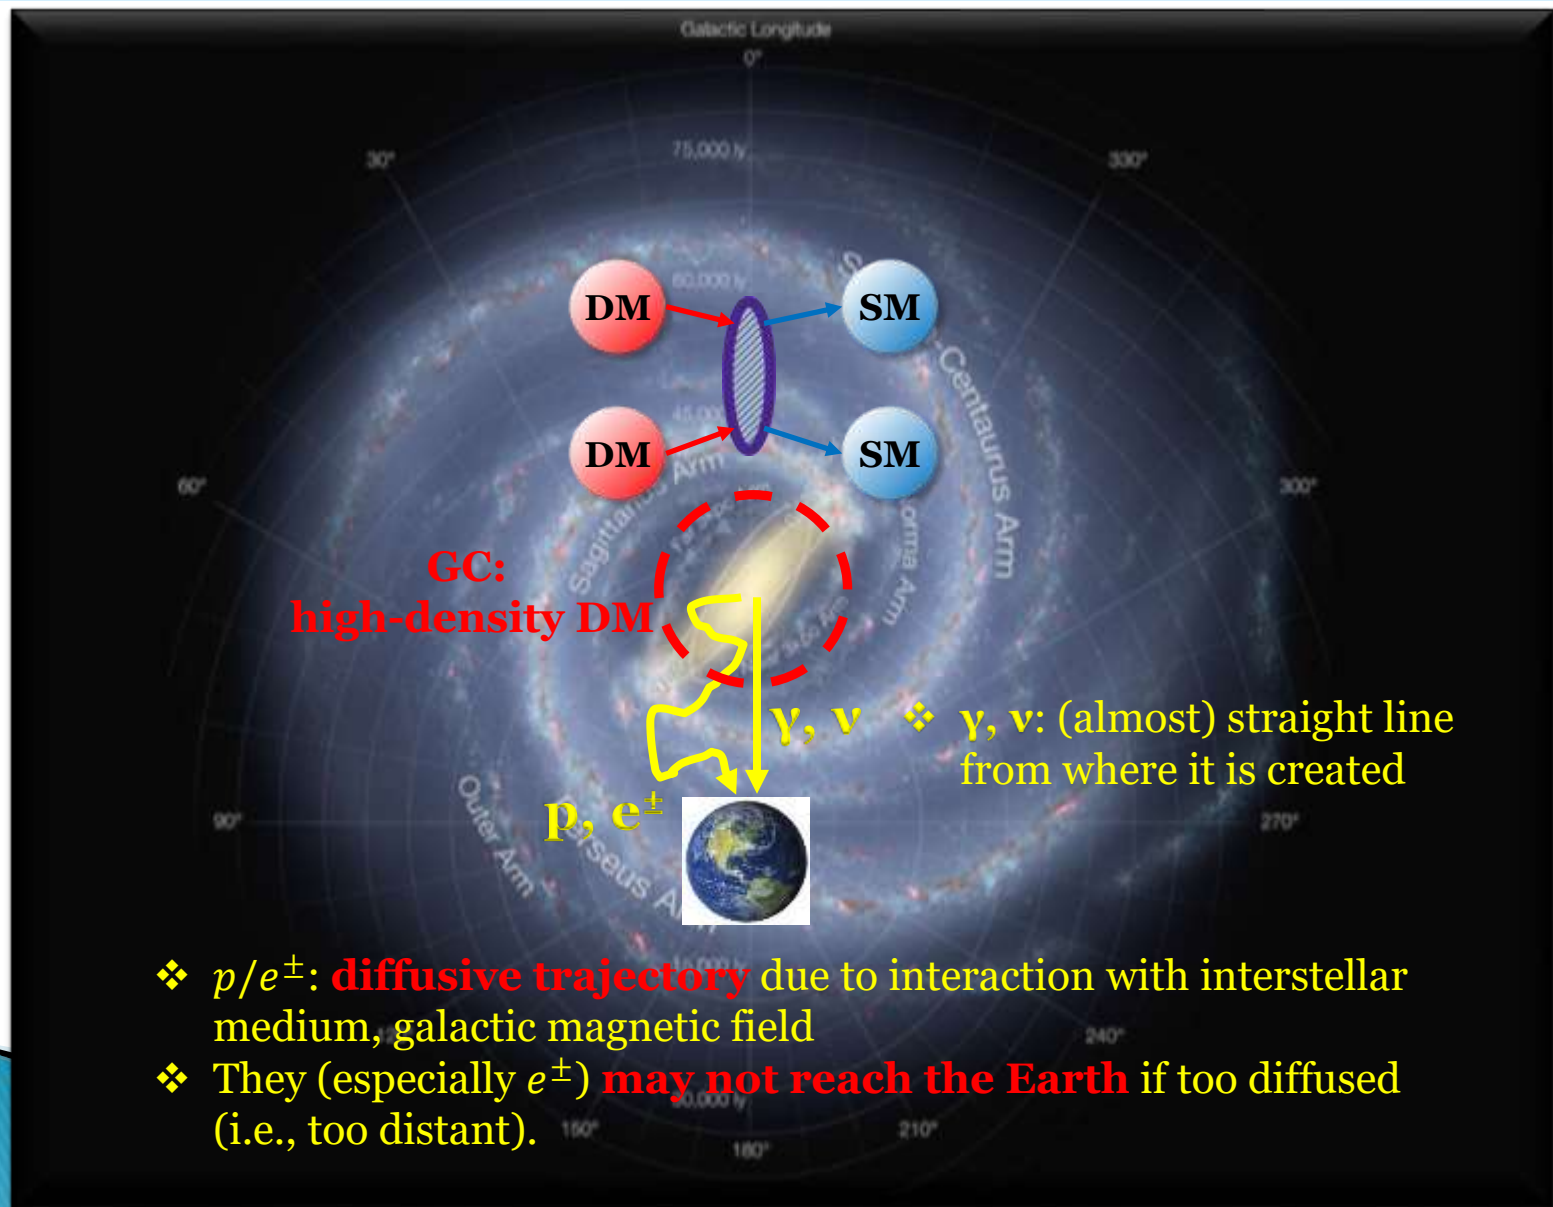 Galactic Longitude
0°
30°
330°
75,000 ly
60,000 ly
DM
SM
45,000
DM
SM
Centaurus Arm
60°
300°
Sagittarius Arm
GC:
high-density DM
γ, ν
❖ γ, ν: (almost) straight line
from where it is created
p, e±
90°
270°
Outer Arm
❖ p/e±: diffusive trajectory due to interaction with interstellar
medium, galactic magnetic field
240°
❖ They (especially e±) may not reach the Earth if too diffused
(i.e., too distant).
150°
210°
180°